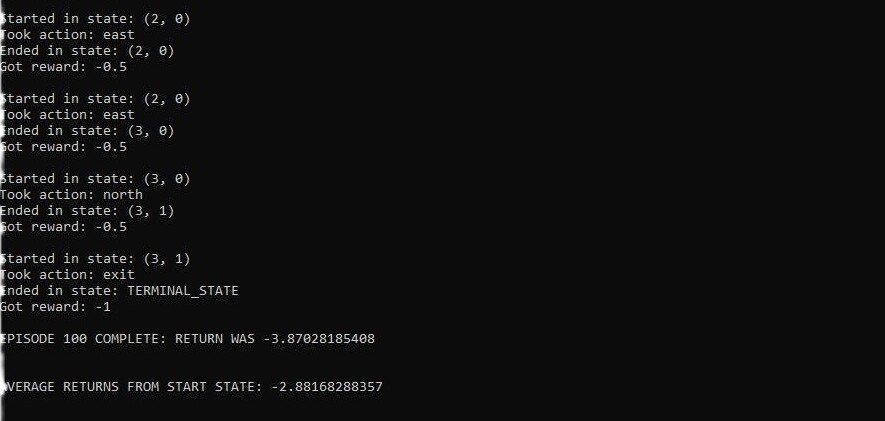 Started in state: (2, 0)
Took action: east
Ended in state: (2, 0)
Got reward: -0.5
Started in state: (2, 0)
Took action: east
Ended in state: (3, 0)
Got reward: -0.5
Started in state: (3, 0)
Took action: north
Ended in state: (3, 1)
Got reward: -0.5
Started in state: (3, 1)
Took action: exit
Ended in state: TERMINAL_STATE
Got reward: -1
EPISODE 100 COMPLETE: RETURN WAS -3.87028185408
AVERAGE RETURNS FROM START STATE: -2.88168288357